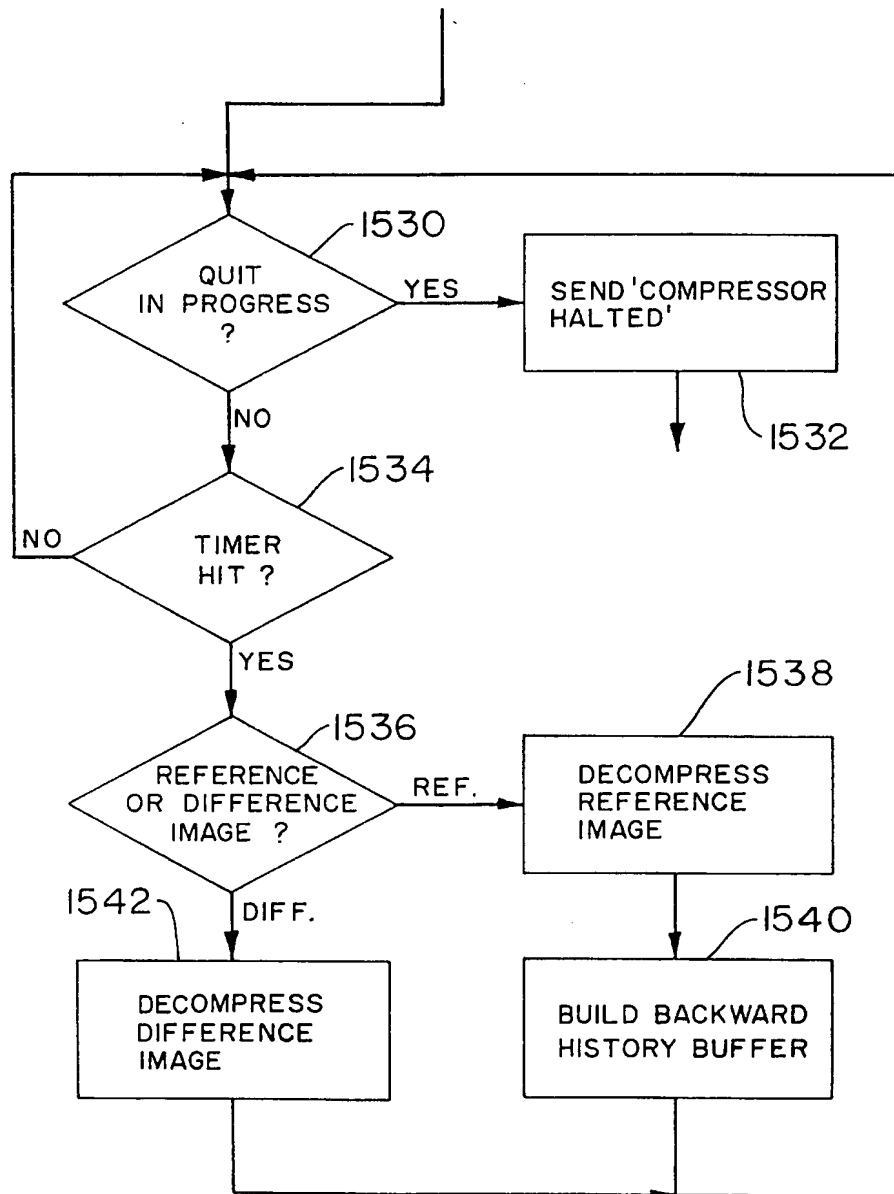 1530
QUIT
IN PROGRESS
?
YES
SEND 'COMPRESSOR
HALTED'
1532
NO
1534
NO
TIMER
HIT ?
YES
1538
1536
REFERENCE
OR DIFFERENCE
IMAGE ?
REF.
DECOMPRESS
REFERENCE
IMAGE
1542
DIFF.
1540
DECOMPRESS
DIFFERENCE
IMAGE
BUILD BACKWARD
HISTORY BUFFER